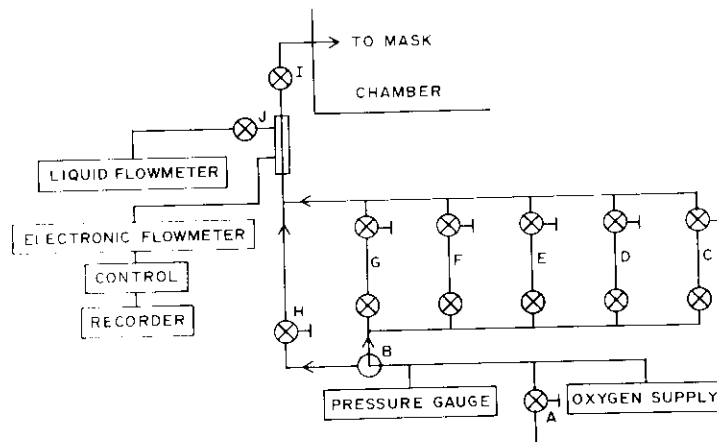 TO MASK
I
CHAMBER
J
LIQUID FLOWMETER
ELECTRONIC FLOWMETER
G
F
E
D
C
CONTROL
H
RECORDER
B
PRESSURE GAUGE
A
OXYGEN SUPPLY